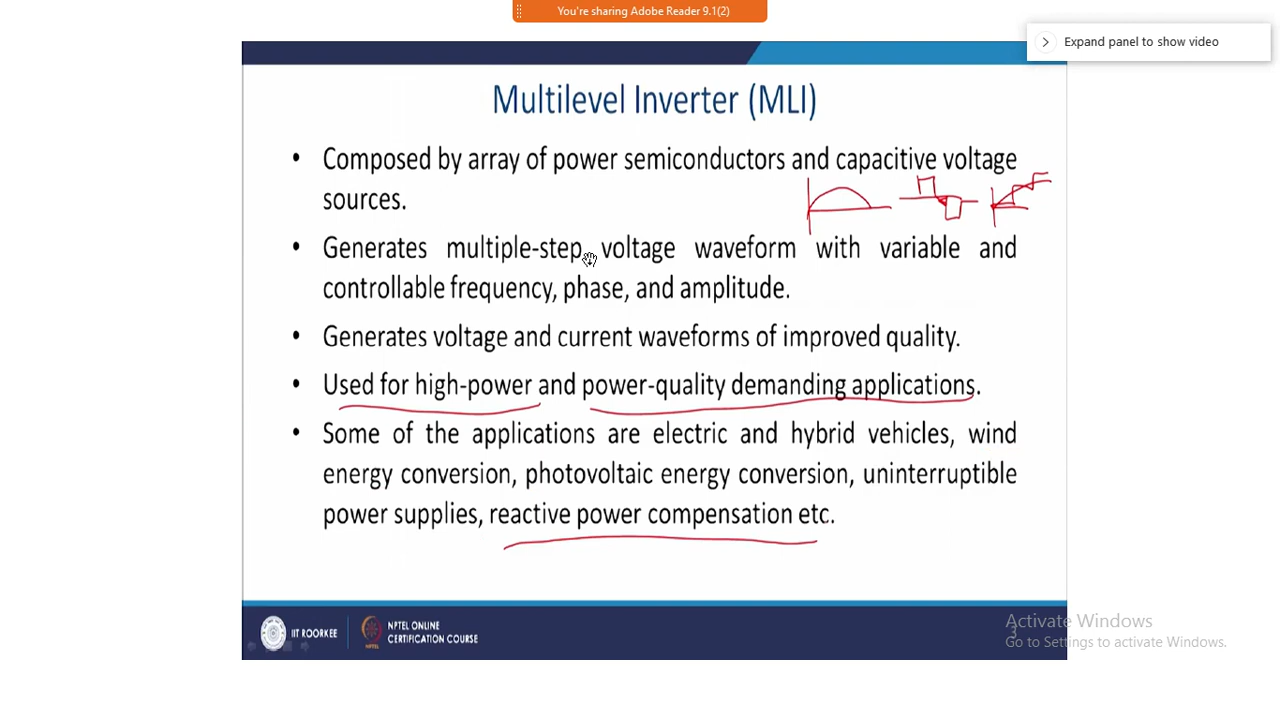 You're sharing Adobe Reader 9.1(2)
Expand panel to show video
Multilevel Inverter (MLI)
• Composed by array of power semiconductors and capacitive voltage
sources.
• Generates multiple-step voltage waveform with variable and
controllable frequency, phase, and amplitude.
• Generates voltage and current waveforms of improved quality.
• Used for high-power and power-quality demanding applications.
• Some of the applications are electric and hybrid vehicles, wind
energy conversion, photovoltaic energy conversion, uninterruptible
power supplies, reactive power compensation etc.
Activate Windows
Go to Settings to activate Windows.
IIT ROORKEE
NPTEL ONLINE
CERTIFICATION COURSE
NPTEL
3